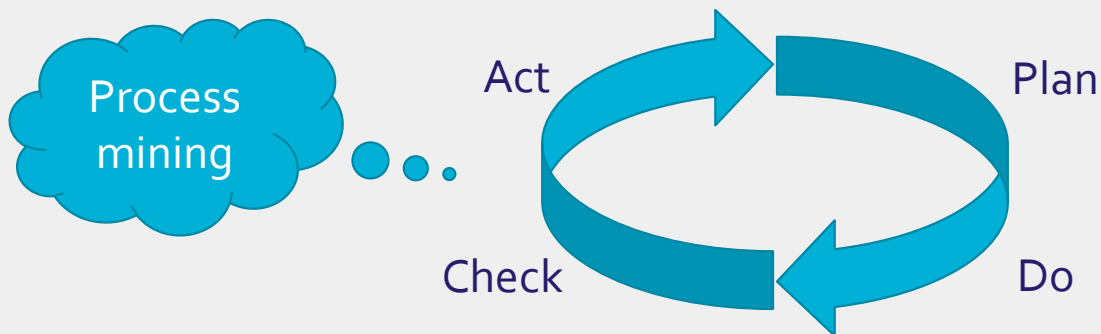 Process
mining
Act
Plan
Check
Do